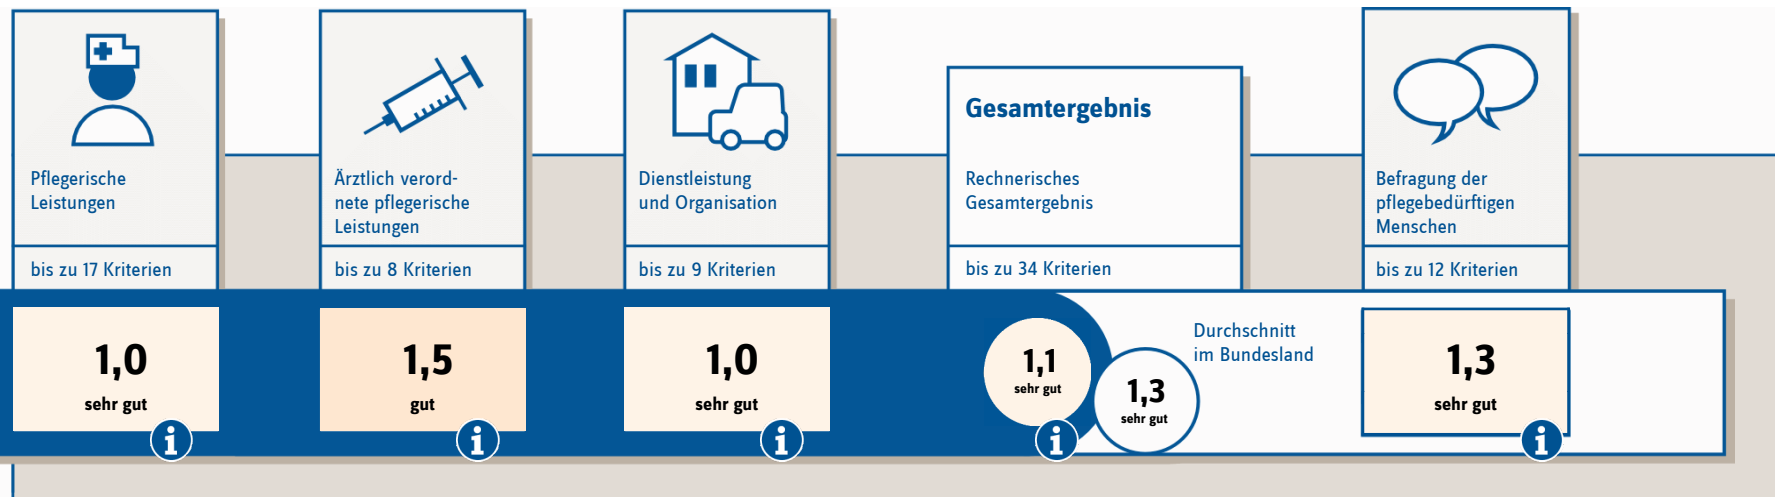 Pflegerische
Leistungen
bis zu 17 Kriterien
1,0
sehr gut
i
Ärztlich verord-
nete pflegerische
Leistungen
bis zu 8 Kriterien
1,5
gut
i
Dienstleistung
und Organisation
bis zu 9 Kriterien
1,0
sehr gut
i
Gesamtergebnis
Rechnerisches
Gesamtergebnis
bis zu 34 Kriterien
1,1
sehr gut
i
1,3
sehr gut
Durchschnitt
im Bundesland
Befragung der
pflegebedürftigen
Menschen
bis zu 12 Kriterien
1,3
sehr gut
i